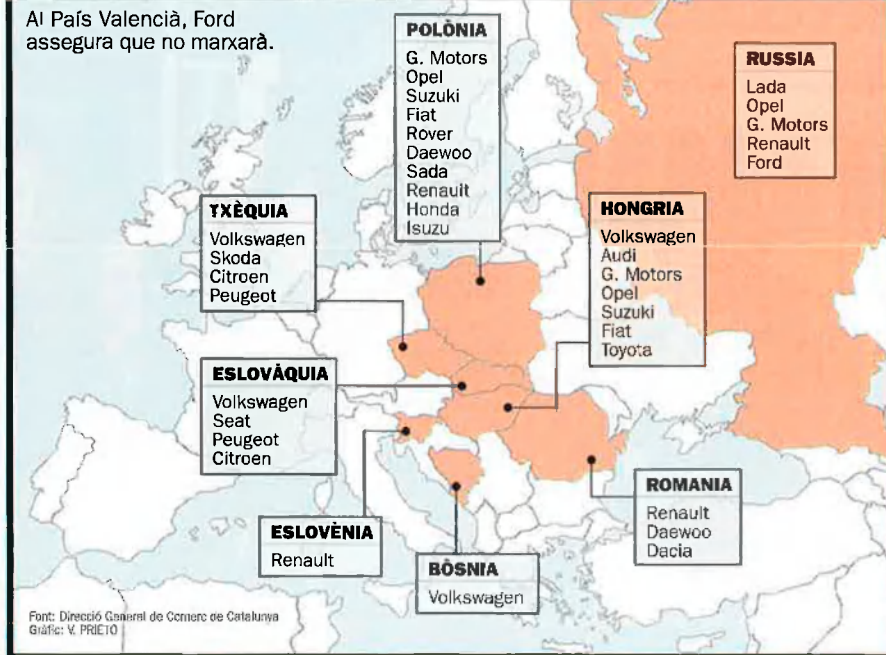 Al País Valencià, Ford
assegura que no marxarà.
POLÒNIA
G. Motors
Opel
Suzuki
Fiat
Rover
Daewoo
Sada
Renault
Honda
Isuzu
RUSSIA
Lada
Opel
G. Motors
Renault
Ford
TXÈQUIA
Volkswagen
Skoda
Citroen
Peugeot
HONGRIA
Volkswagen
Audi
G. Motors
Opel
Suzuki
Fiat
Toyota
ESLOVÀQUIA
Volkswagen
Seat
Peugeot
Citroen
ROMANIA
Renault
Daewoo
Dacia
ESLOVÈNIA
Renault
BÒSNIA
Volkswagen
Font: Direcció General de Comerç de Catalunya
Gràfic: V. PRIETO